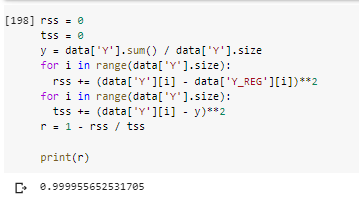 [198] rss = 0
tss = 0
y = data['Y'].sum() / data['Y'].size
for i in range(data['Y'].size):
rss += (data['Y'][i] - data['Y_REG'][i])**2
for i in range(data['Y'].size):
tss += (data['Y'][i] - y)**2
r = 1 - rss / tss
print(r)
0.999955652531705